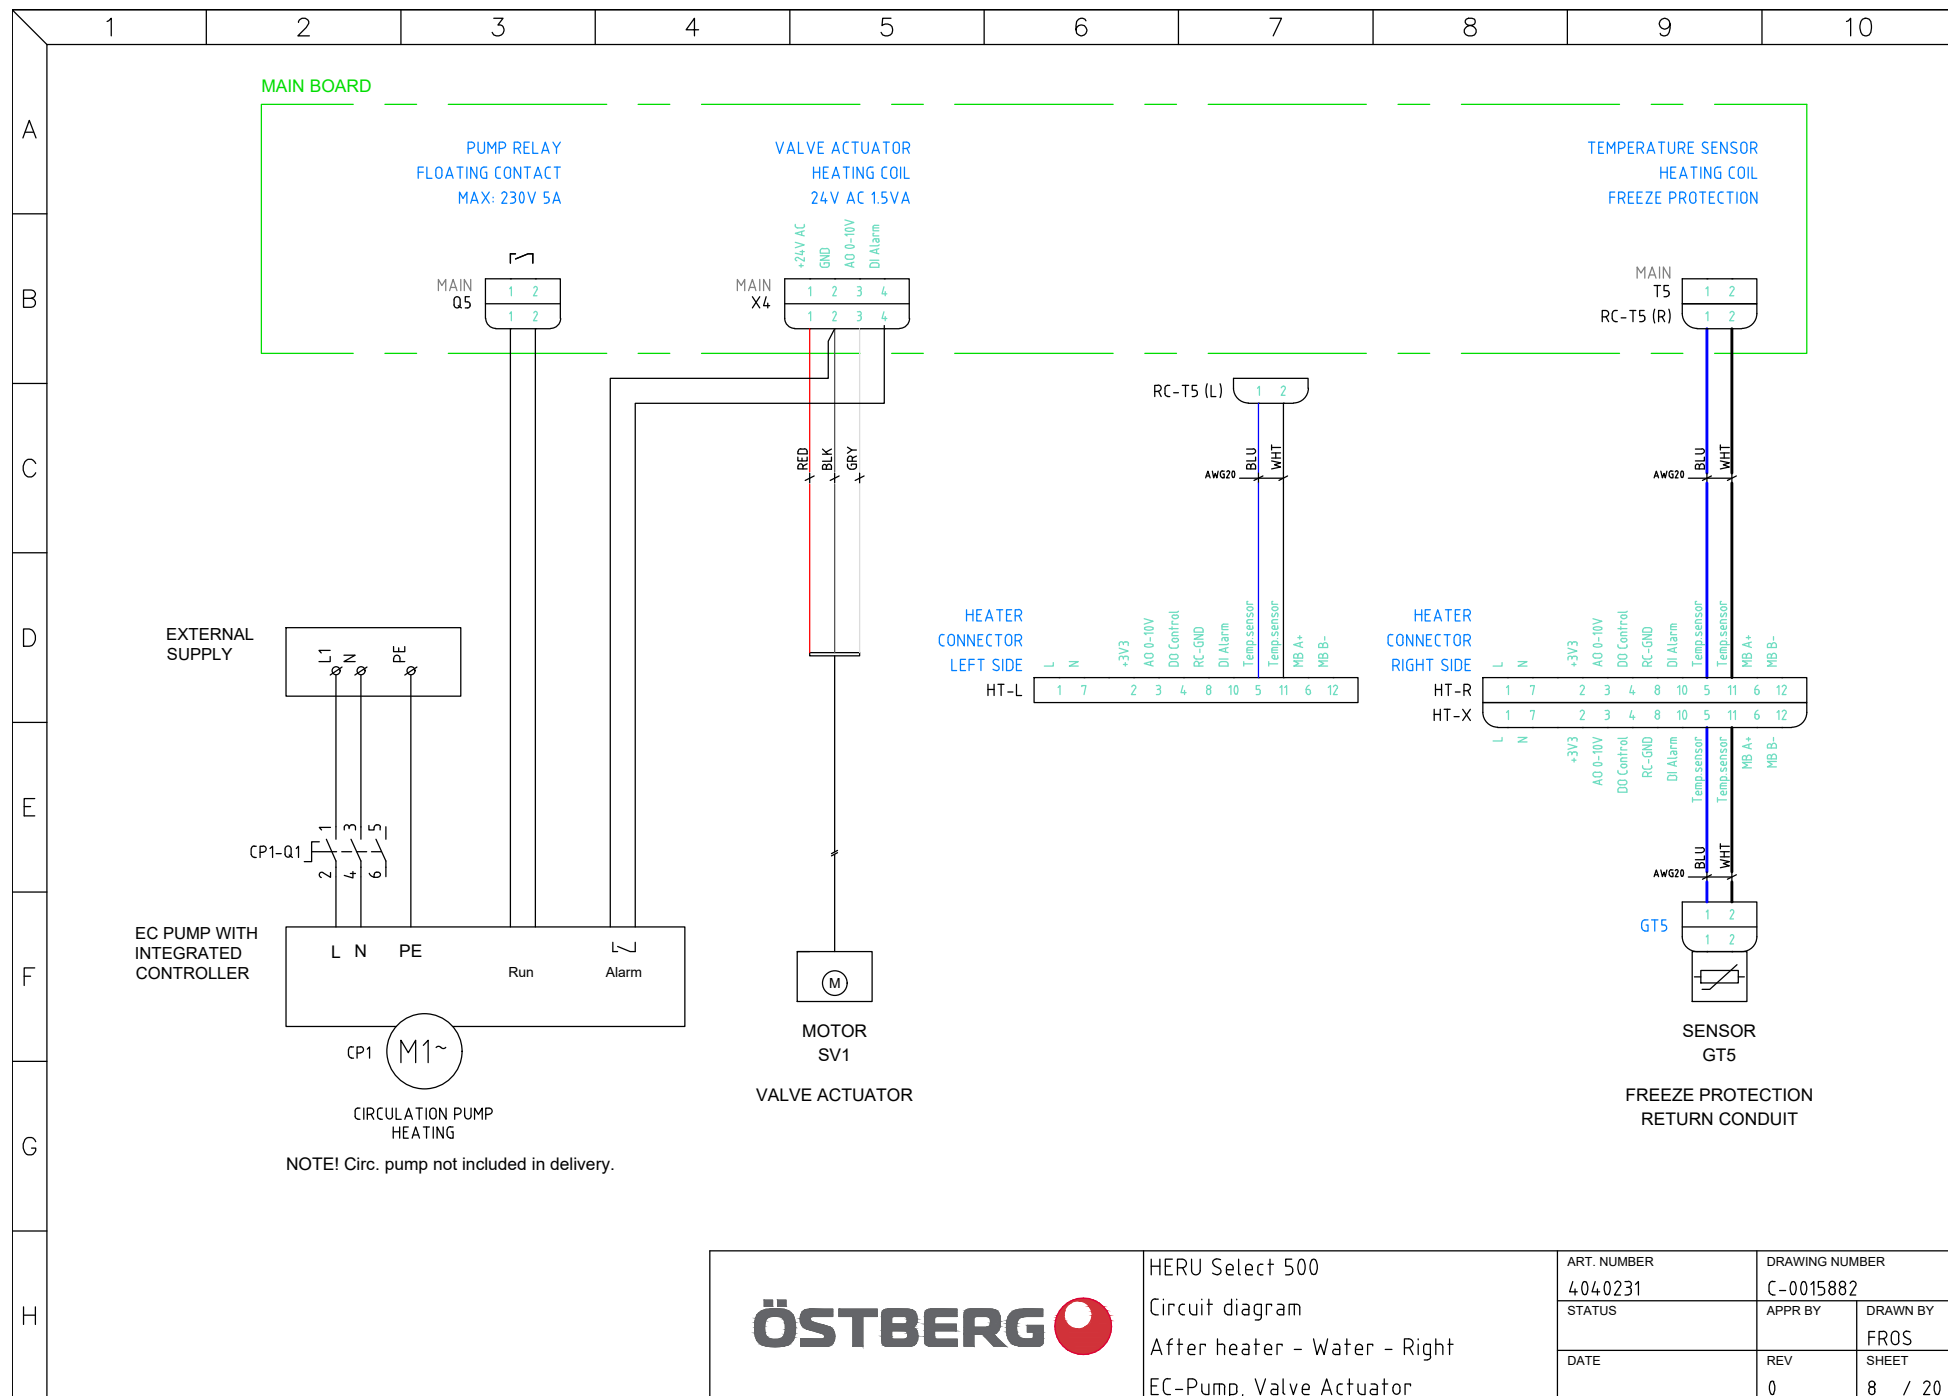 1 2 3 4 5 6 7 8 9 10
A
B
C
D
E
F
G
H
MAIN BOARD
PUMP RELAY
FLOATING CONTACT
MAX: 230V 5A
VALVE ACTUATOR
HEATING COIL
24V AC 1.5VA
TEMPERATURE SENSOR
HEATING COIL
FREEZE PROTECTION
+24V AC
GND
AO 0-10V
DI Alarm
MAIN
Q5
1 2
1 2
MAIN
X4
1 2 3 4
1 2 3 4
MAIN
T5
RC-T5 (R)
1 2
1 2
RC-T5 (L)
1 2
RED
BLK
GRY
AWG20
BLU
WHT
AWG20
BLU
WHT
EXTERNAL
SUPPLY
L1
N
PE
HEATER
CONNECTOR
LEFT SIDE
HT-L
L
N
+3V3
AO 0-10V
DO Control
RC-GND
DI Alarm
Temp.sensor
Temp.sensor
MB A+
MB B-
1 7 2 3 4 8 10 5 11 6 12
HEATER
CONNECTOR
RIGHT SIDE
HT-R
HT-X
L
N
+3V3
AO 0-10V
DO Control
RC-GND
DI Alarm
Temp.sensor
Temp.sensor
MB A+
MB B-
1 7 2 3 4 8 10 5 11 6 12
1 7 2 3 4 8 10 5 11 6 12
L
N
+3V3
AO 0-10V
DO Control
RC-GND
DI Alarm
Temp.sensor
Temp.sensor
MB A+
MB B-
CP1-Q1
1 3 5
2 4 6
AWG20
BLU
WHT
GT5
1 2
1 2
EC PUMP WITH
INTEGRATED
CONTROLLER
L N PE
Run
Alarm
CP1
M1~
CIRCULATION PUMP
HEATING
NOTE! Circ. pump not included in delivery.
M
MOTOR
SV1
VALVE ACTUATOR
SENSOR
GT5
FREEZE PROTECTION
RETURN CONDUIT
ÖSTBERG
HERU Select 500
Circuit diagram
After heater - Water - Right
EC-Pump, Valve Actuator
ART. NUMBER
4040231
DRAWING NUMBER
C-0015882
STATUS
APPR BY
DRAWN BY
FROS
DATE
REV
0
SHEET
8 / 20